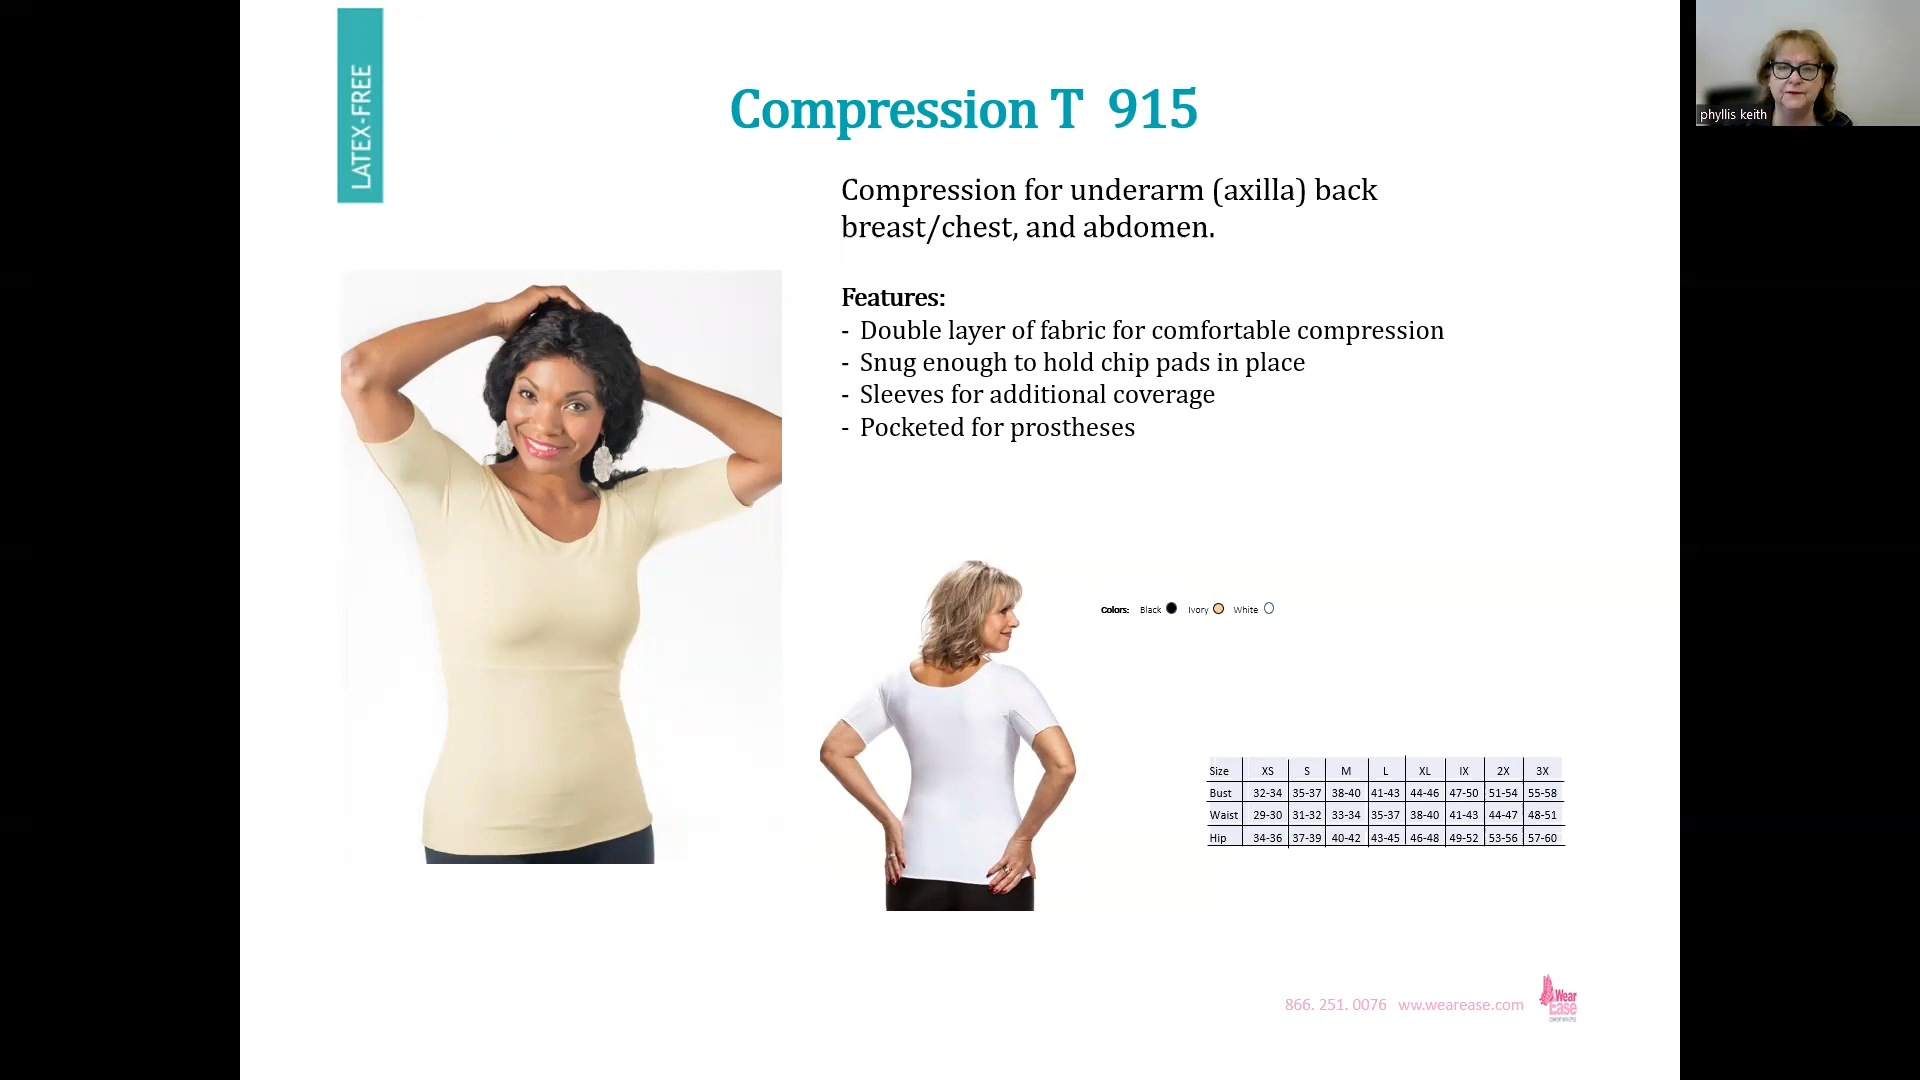 LATEX-FREE
Compression T 915
phyllis keith
Compression for underarm (axilla) back
breast/chest, and abdomen.
Features:
- Double layer of fabric for comfortable compression
- Snug enough to hold chip pads in place
- Sleeves for additional coverage
- Pocketed for prostheses
Colors: Black Ivory White
Size XS S M L XL IX 2X 3X
Bust 32-34 35-37 38-40 41-43 44-46 47-50 51-54 55-58
Waist 29-30 31-32 33-34 35-37 38-40 41-43 44-47 48-51
Hip 34-36 37-39 40-42 43-45 46-48 49-52 53-56 57-60
866. 251. 0076 ww.wearease.com
Wear
Ease